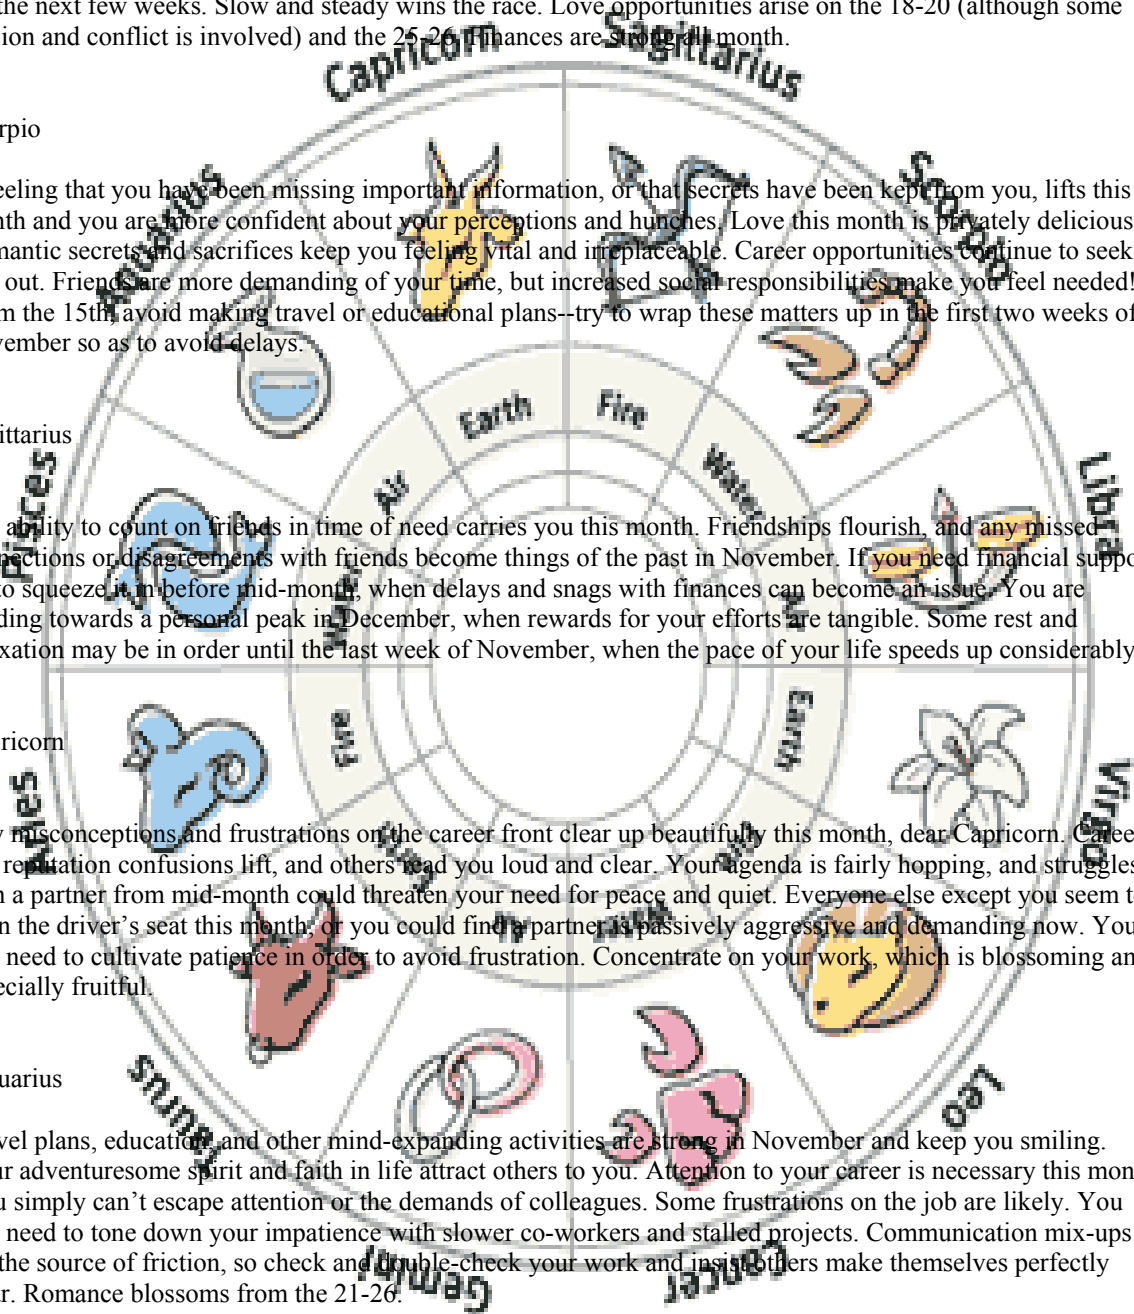 the next few weeks. Slow and steady wins the race. Love opportunities arise on the 18-20 (although some
ion and conflict is involved) and the 25-26. Finances are strong all month.
rpio
eeling that you have been missing important information, or that secrets have been kept from you, lifts this
nth and you are more confident about your perceptions and hunches. Love this month is privately delicious
mantic secrets and sacrifices keep you feeling vital and irreplaceable. Career opportunities continue to seek
out. Friends are more demanding of your time, but increased social responsibilities make you feel needed!
m the 15th, avoid making travel or educational plans--try to wrap these matters up in the first two weeks of
vember so as to avoid delays.
ittarius
ability to count on friends in time of need carries you this month. Friendships flourish, and any missed
nections or disagreements with friends become things of the past in November. If you need financial suppo
to squeeze it in before mid-month, when delays and snags with finances can become an issue. You are
ding towards a personal peak in December, when rewards for your efforts are tangible. Some rest and
xation may be in order until the last week of November, when the pace of your life speeds up considerably
ricorn
y misconceptions and frustrations on the career front clear up beautifully this month, dear Capricorn. Caree
reputation confusions lift, and others read you loud and clear. Your agenda is fairly hopping, and struggles
h a partner from mid-month could threaten your need for peace and quiet. Everyone else except you seem t
n the driver’s seat this month, or you could find a partner is passively aggressive and demanding now. You
need to cultivate patience in order to avoid frustration. Concentrate on your work, which is blossoming an
ecially fruitful.
uarius
vel plans, education, and other mind-expanding activities are strong in November and keep you smiling.
ur adventuresome spirit and faith in life attract others to you. Attention to your career is necessary this mon
u simply can’t escape attention or the demands of colleagues. Some frustrations on the job are likely. You
need to tone down your impatience with slower co-workers and stalled projects. Communication mix-ups
the source of friction, so check and double-check your work and insist others make themselves perfectly
r. Romance blossoms from the 21-26.
Capricorn
Sagittarius
Scorpio
Libra
Virgo
Leo
Cancer
Gemini
Taurus
Aries
Pisces
Aquarius
Earth
Fire
Water
Air
Earth
Fire
Water
Air
Earth
Fire
Water
Air